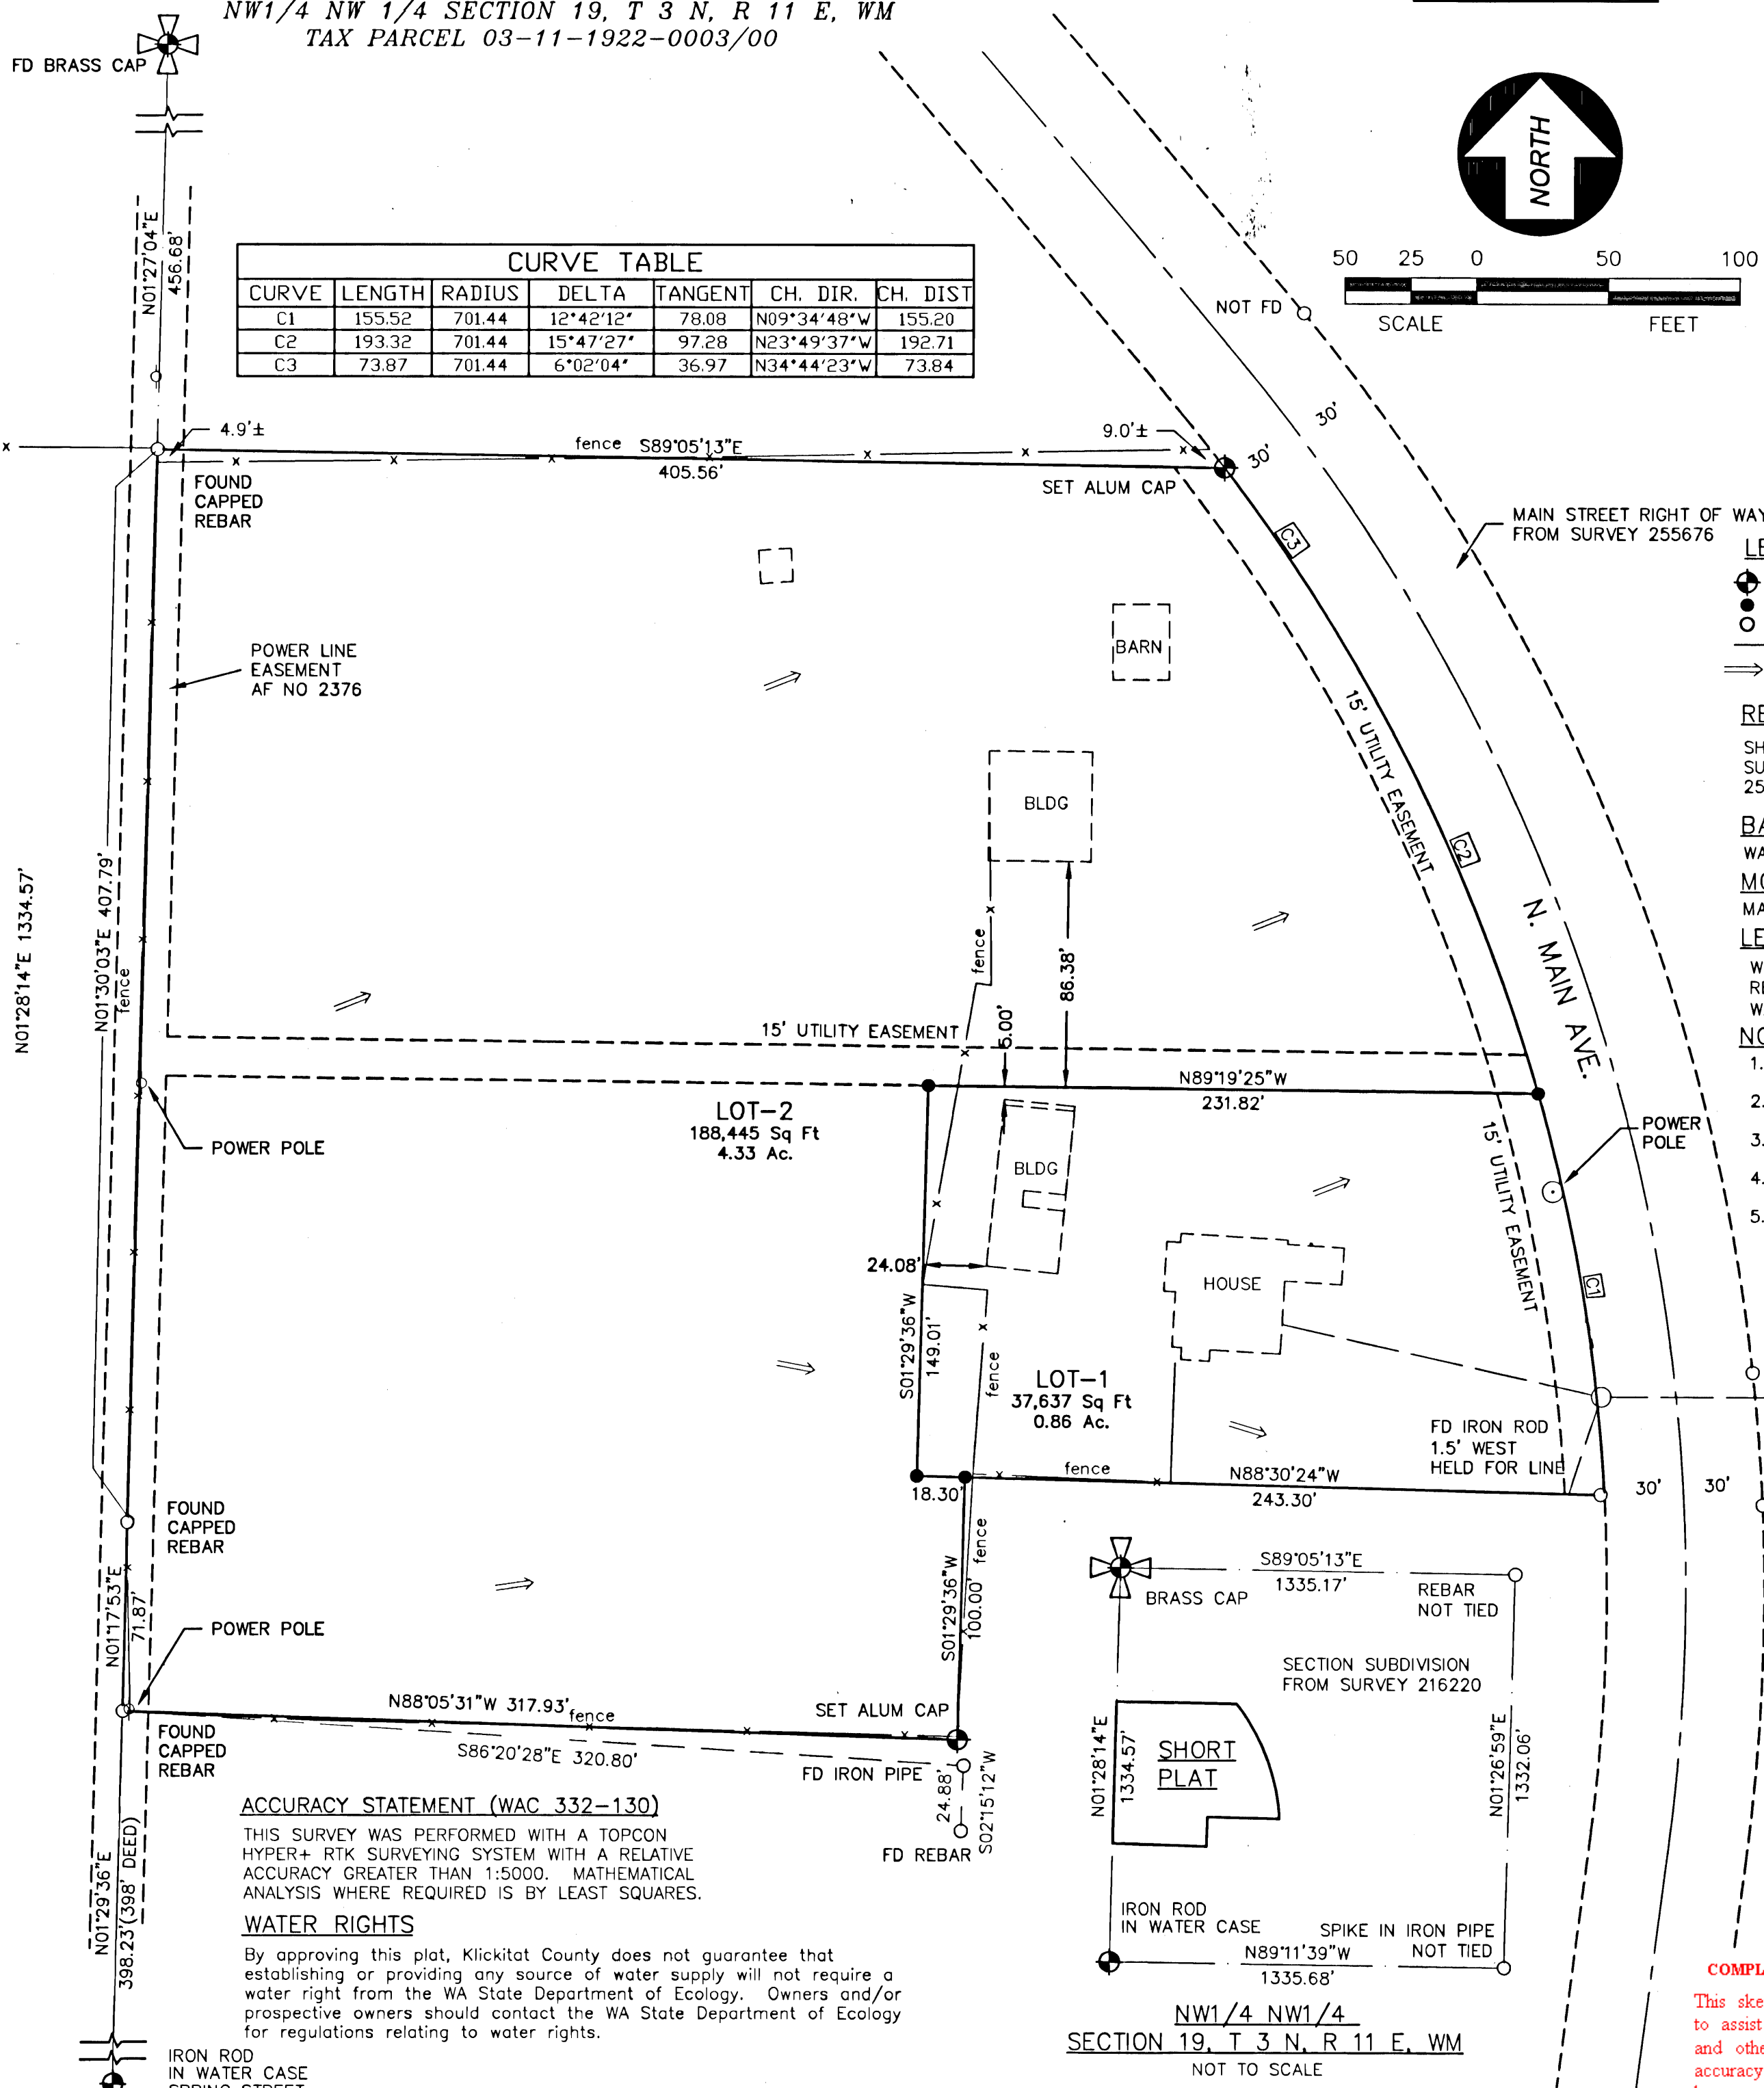 NW1/4 NW 1/4 SECTION 19, T 3 N, R 11 E, WM
TAX PARCEL 03-11-1922-0003/00
FD BRASS CAP
NORTH
N01°27'04"E
456.68'
CURVE TABLE
CURVE LENGTH RADIUS DELTA TANGENT CH. DIR. CH. DIST
C1 155.52 701.44 12°42'12" 78.08 N09°34'48"W 155.20
C2 193.32 701.44 15°47'27" 97.28 N23°49'37"W 192.71
C3 73.87 701.44 6°02'04" 36.97 N34°44'23"W 73.84
50 25 0 50 100
SCALE FEET
NOT FD
30'
30'
4.9'±
fence S89°05'13"E
405.56'
9.0'±
SET ALUM CAP
FOUND
CAPPED
REBAR
C3
MAIN STREET RIGHT OF WAY
FROM SURVEY 255676
POWER LINE
EASEMENT
AF NO 2376
BARN
15' UTILITY EASEMENT
BLDG
C2
N. MAIN AVE.
N01°28'14"E 1334.57'
N01°30'03"E 407.79'
fence
fence
86.38'
5.00'
15' UTILITY EASEMENT
N89°19'25"W
231.82'
LOT-2
188,445 Sq Ft
4.33 Ac.
POWER POLE
BLDG
POWER
POLE
15' UTILITY EASEMENT
24.08'
HOUSE
C1
S01°29'36"W
149.01'
fence
LOT-1
37,637 Sq Ft
0.86 Ac.
FD IRON ROD
1.5' WEST
HELD FOR LINE
fence
N88°30'24"W
243.30'
18.30'
30' 30'
FOUND
CAPPED
REBAR
N01°17'53"E
71.87'
S01°29'36"W
100.00'
fence
POWER POLE
N88°05'31"W 317.93'
fence
SET ALUM CAP
FOUND
CAPPED
REBAR
S86°20'28"E 320.80'
FD IRON PIPE
24.88'
S02°15'12"W
FD REBAR
S89°05'13"E
1335.17'
BRASS CAP
REBAR
NOT TIED
SECTION SUBDIVISION
FROM SURVEY 216220
N01°28'14"E
1334.57'
SHORT
PLAT
N01°26'59"E
1332.06'
IRON ROD
IN WATER CASE
SPIKE IN IRON PIPE
NOT TIED
N89°11'39"W
1335.68'
NW1/4 NW1/4
SECTION 19, T 3 N, R 11 E, WM
NOT TO SCALE
ACCURACY STATEMENT (WAC 332-130)
THIS SURVEY WAS PERFORMED WITH A TOPCON
HYPER+ RTK SURVEYING SYSTEM WITH A RELATIVE
ACCURACY GREATER THAN 1:5000. MATHEMATICAL
ANALYSIS WHERE REQUIRED IS BY LEAST SQUARES.
WATER RIGHTS
By approving this plat, Klickitat County does not guarantee that
establishing or providing any source of water supply will not require a
water right from the WA State Department of Ecology. Owners and/or
prospective owners should contact the WA State Department of Ecology
for regulations relating to water rights.
N01°29'36"E
398.23'(398' DEED)
IRON ROD
IN WATER CASE
SPRING STREET
1.
2.
3.
4.
5.
This
to assist
accuracy